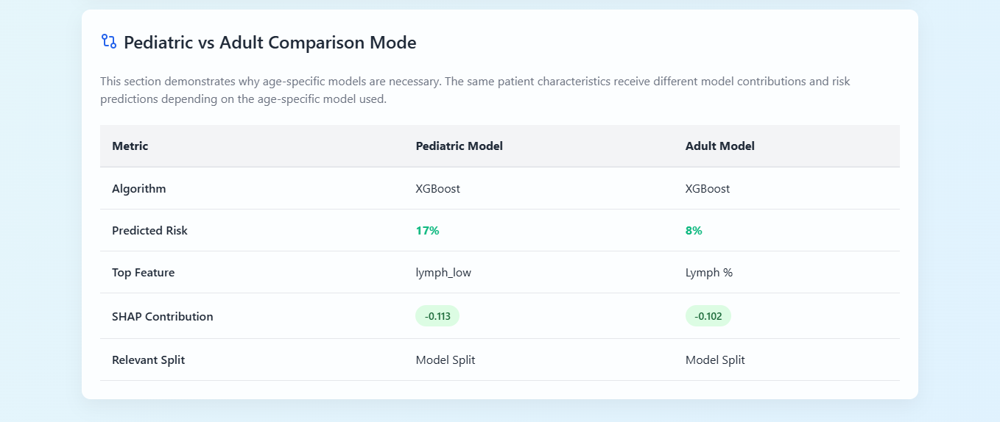 Pediatric vs Adult Comparison Mode
This section demonstrates why age-specific models are necessary. The same patient characteristics receive different model contributions and risk
predictions depending on the age-specific model used.
Metric Pediatric Model Adult Model
Algorithm XGBoost XGBoost
Predicted Risk 17% 8%
Top Feature lymph_low Lymph %
SHAP Contribution -0.113 -0.102
Relevant Split Model Split Model Split